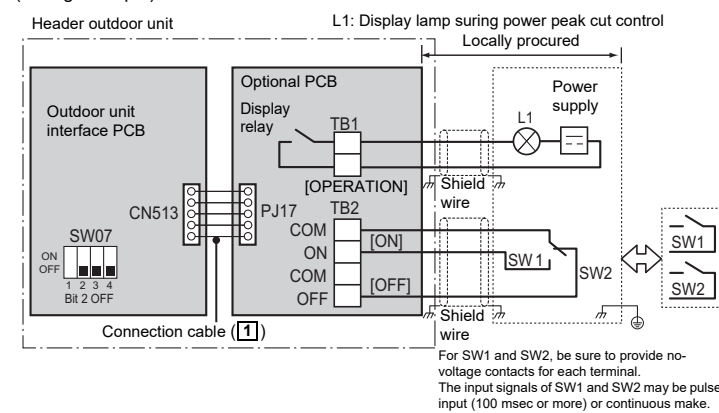 Header outdoor unit
L1: Display lamp suring power peak cut control
Locally procured
Outdoor unit
interface PCB
Optional PCB
Display
relay
TB1
L1
Power
supply
[OPERATION]
Shield
wire
CN513
PJ17
TB2
COM
ON
COM
OFF
[ON]
[OFF]
SW 1
SW2
SW1
SW2
SW07
ON
OFF
1 2 3 4
Bit 2 OFF
Connection cable (1)
Shield
wire
For SW1 and SW2, be sure to provide no-
voltage contacts for each terminal.
The input signals of SW1 and SW2 may be pulse
input (100 msec or more) or continuous make.